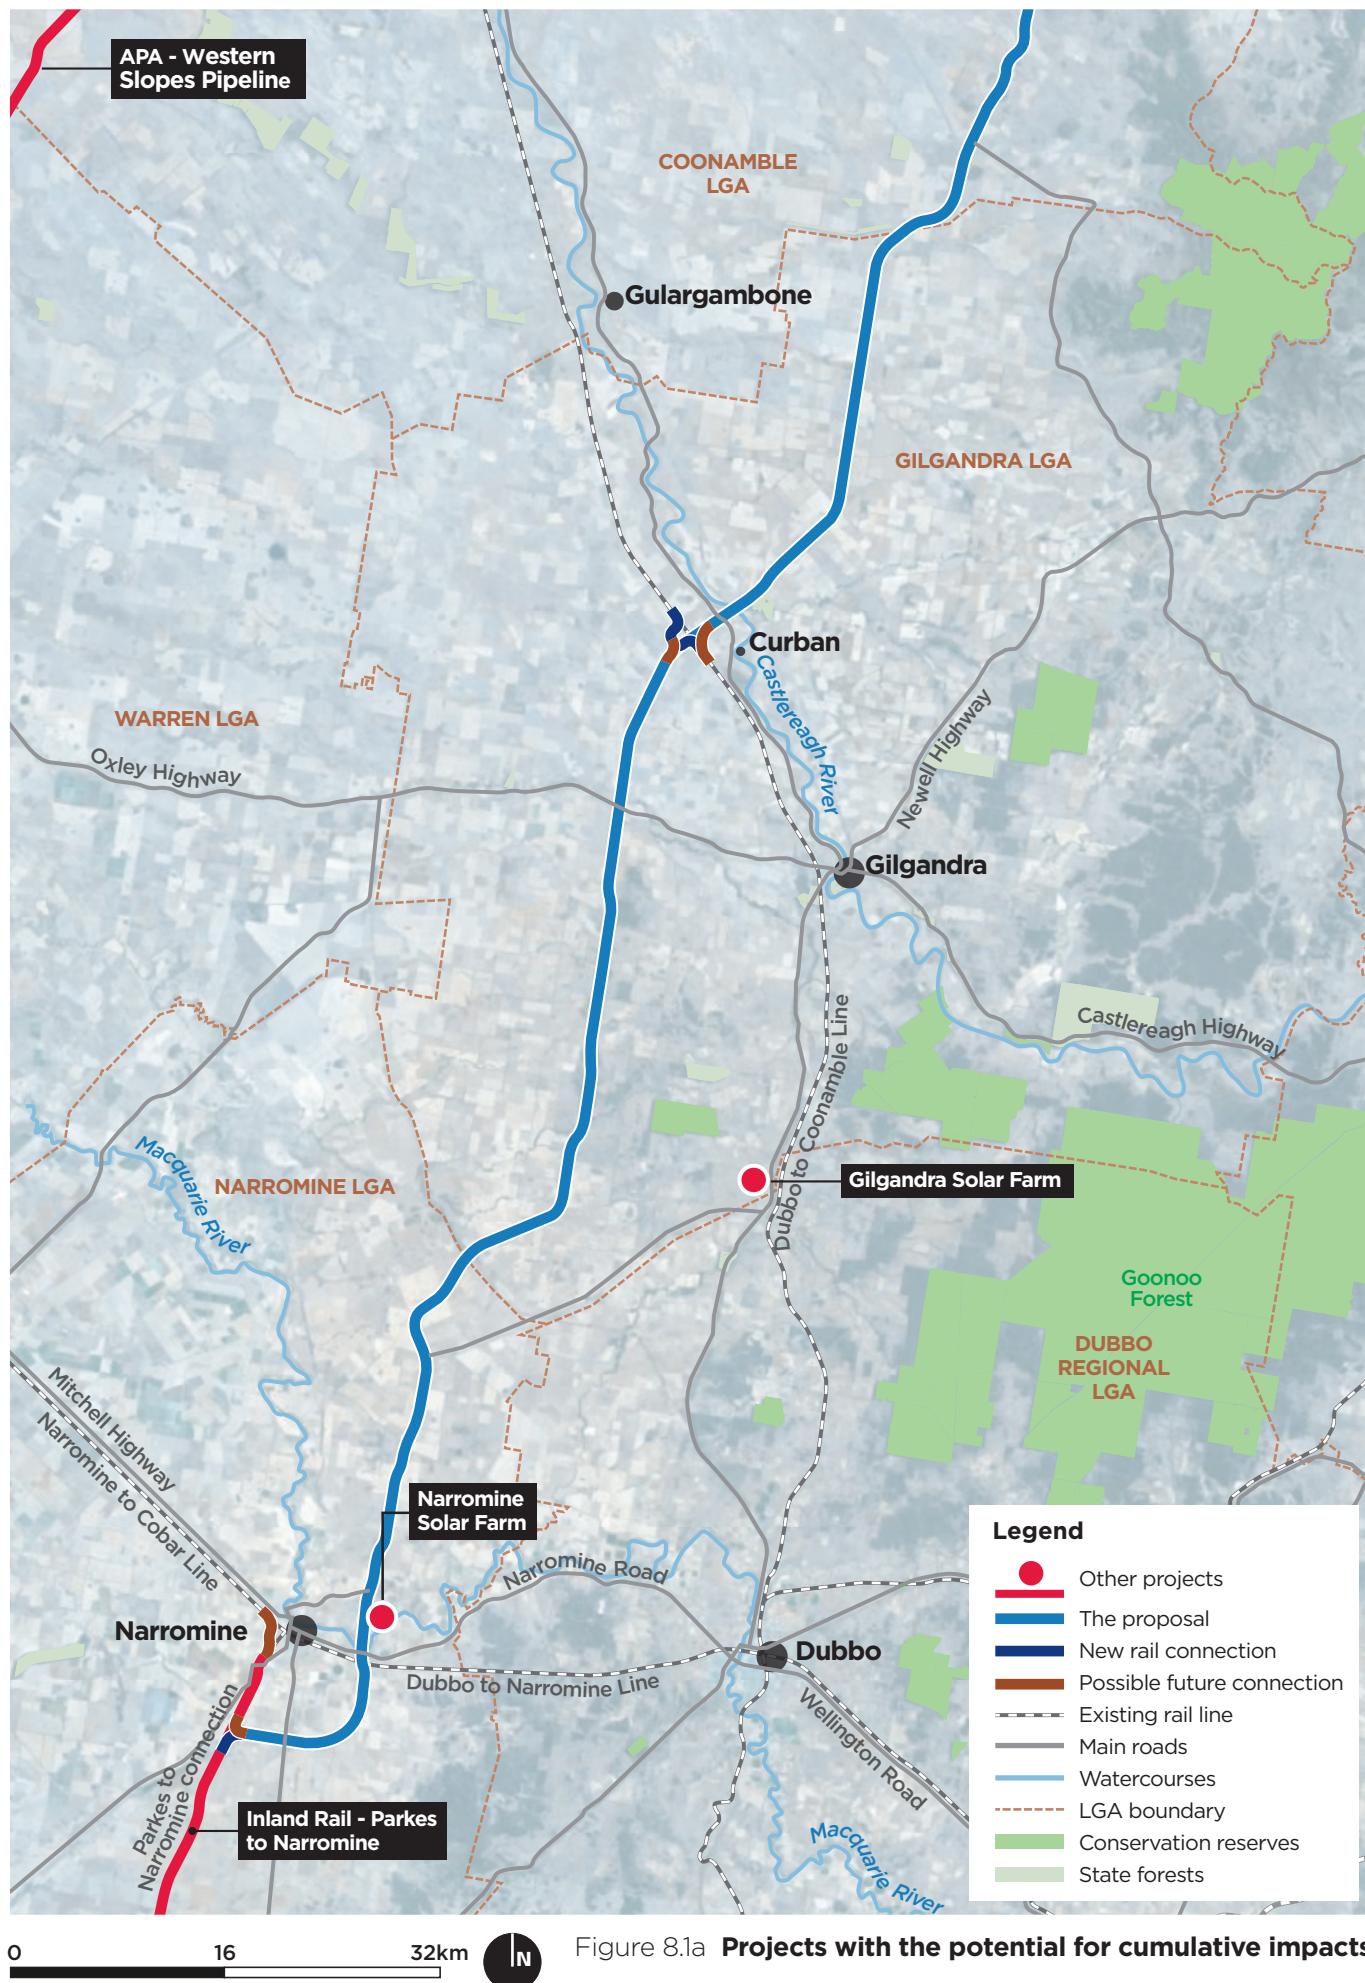 APA - Western
Slopes Pipeline
COONAMBLE
LGA
Gulargambone
GILGANDRA LGA
Curban
Castlereagh River
WARREN LGA
Oxley Highway
Newell Highway
Gilgandra
Castlereagh Highway
Dubbo to Coonamble Line
Macquarie River
NARROMINE LGA
Gilgandra Solar Farm
Goonoo
Forest
DUBBO
REGIONAL
LGA
Mitchell Highway
Narromine to Cobar Line
Narromine
Solar Farm
Narromine Road
Narromine
Dubbo
Dubbo to Narromine Line
Wellington Road
Parkes to
Narromine connection
Inland Rail - Parkes
to Narromine
Macquarie River
Legend
Other projects
The proposal
New rail connection
Possible future connection
Existing rail line
Main roads
Watercourses
LGA boundary
Conservation reserves
State forests
0 16 32km
N
Figure 8.1a Projects with the potential for cumulative impacts